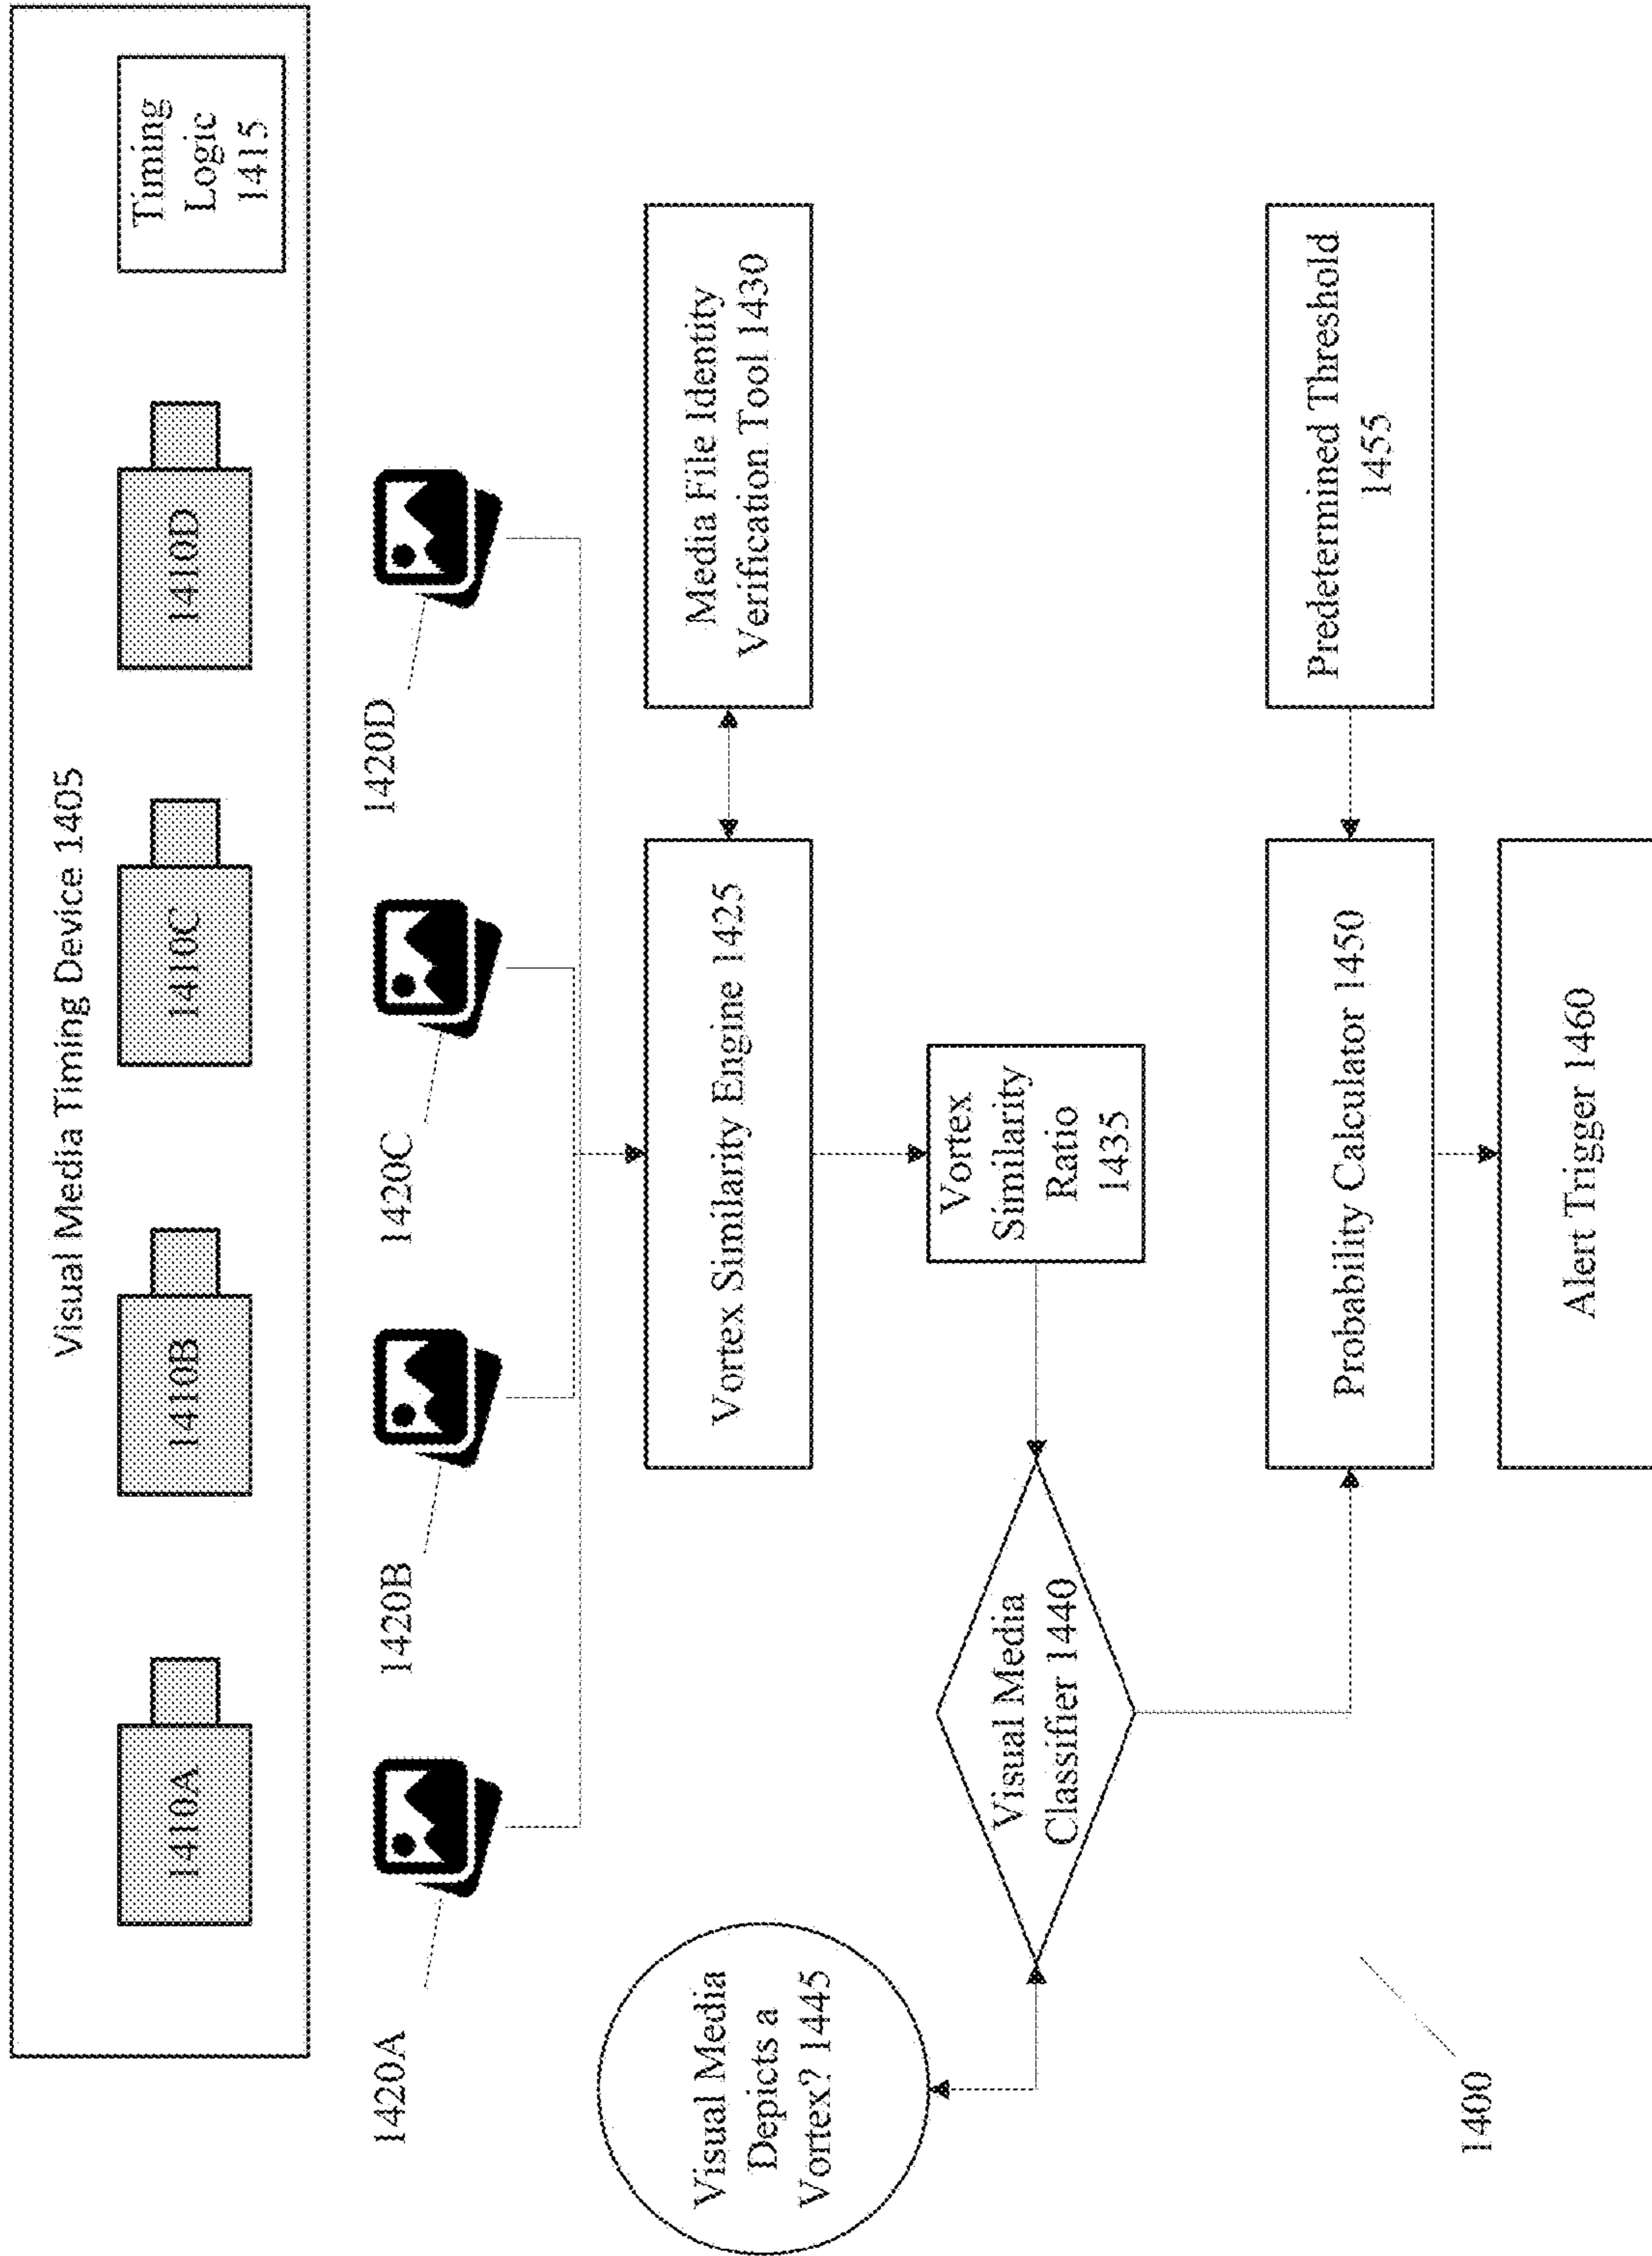 Visual Media Timing Device 1405
1410A
1410B
1410C
1410D
Timing
Logic
1415
1420A
1420B
1420C
1420D
Visual Media
Depicts a
Vortex? 1445
Vortex Similarity Engine 1425
Media File Identity
Verification Tool 1430
Visual Media
Classifier 1440
Vortex
Similarity
Ratio
1435
Probability Calculator 1450
Predetermined Threshold
1455
Alert Trigger 1460
1400